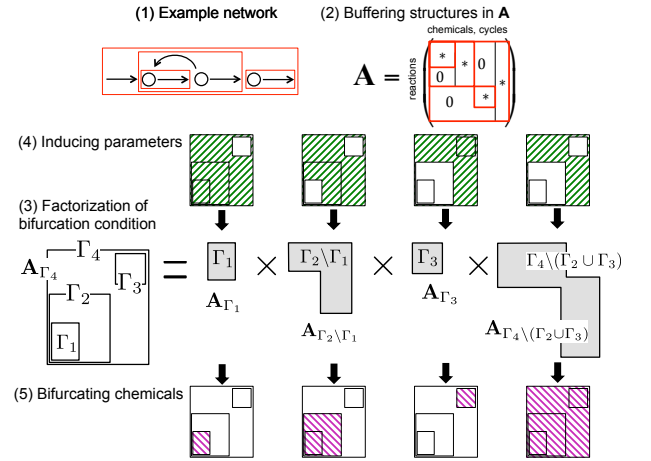 (1) Example network
(2) Buffering structures in A
chemicals, cycles
reactions
A =
* * 0 *
0
0 *
(4) Inducing parameters
(3) Factorization of
bifurcation condition
A_{Γ_4}
Γ_4
Γ_3
Γ_2
Γ_1
= Γ_1 × Γ_2\Γ_1 × Γ_3 × Γ_4\(Γ_2 ∪ Γ_3)
A_{Γ_1}
A_{Γ_2\Γ_1}
A_{Γ_3}
A_{Γ_4\(Γ_2∪Γ_3)}
(5) Bifurcating chemicals